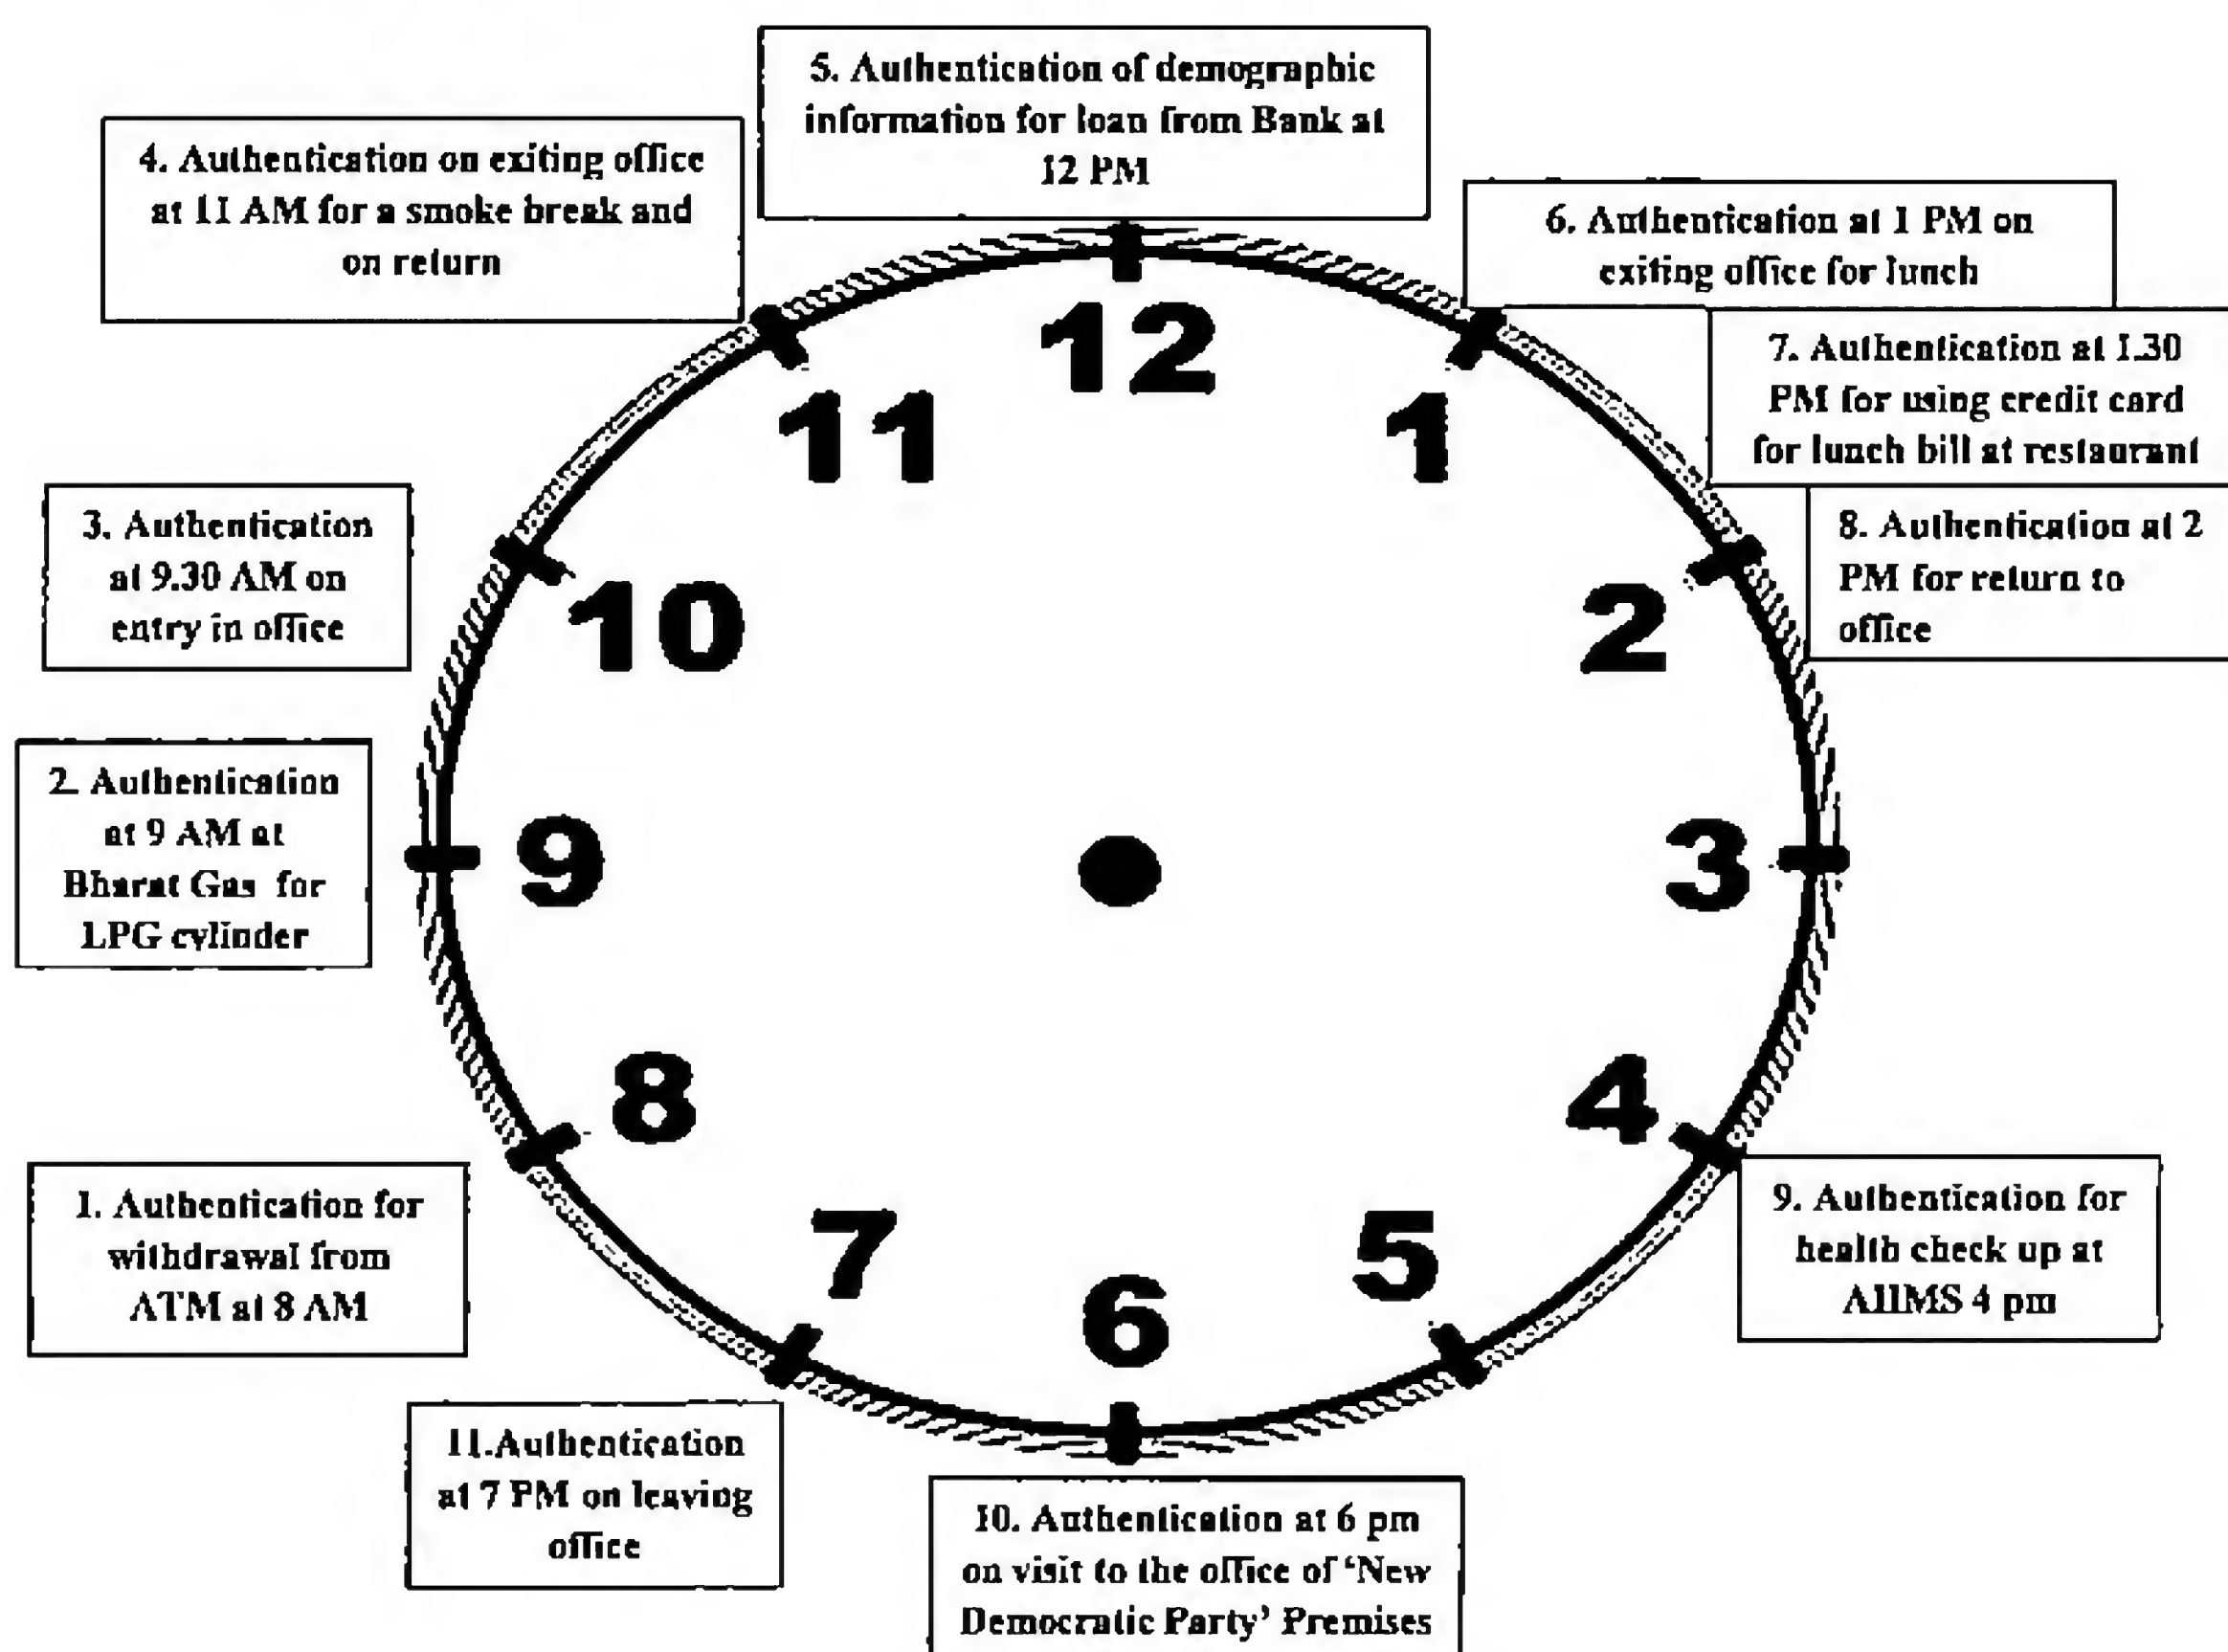 5. Authentication of demographic
information for loan from Bank at
12 PM
4. Authentication on exiting office
at 11 AM for a smoke break and
on return
6. Authentication at 1 PM on
exiting office for lunch
7. Authentication at 1.30
PM for using credit card
for lunch bill at restaurant
3. Authentication
at 9.30 AM on
entry in office
8. Authentication at 2
PM for return to
office
2. Authentication
at 9 AM at
Bharat Gas for
LPG cylinder
1. Authentication for
withdrawal from
ATM at 8 AM
9. Authentication for
health check up at
AIIMS 4 pm
11.Authentication
at 7 PM on leaving
office
10. Authentication at 6 pm
on visit to the office of ‘New
Democratic Party’ Premises
12
1
2
3
4
5
6
7
8
9
10
11